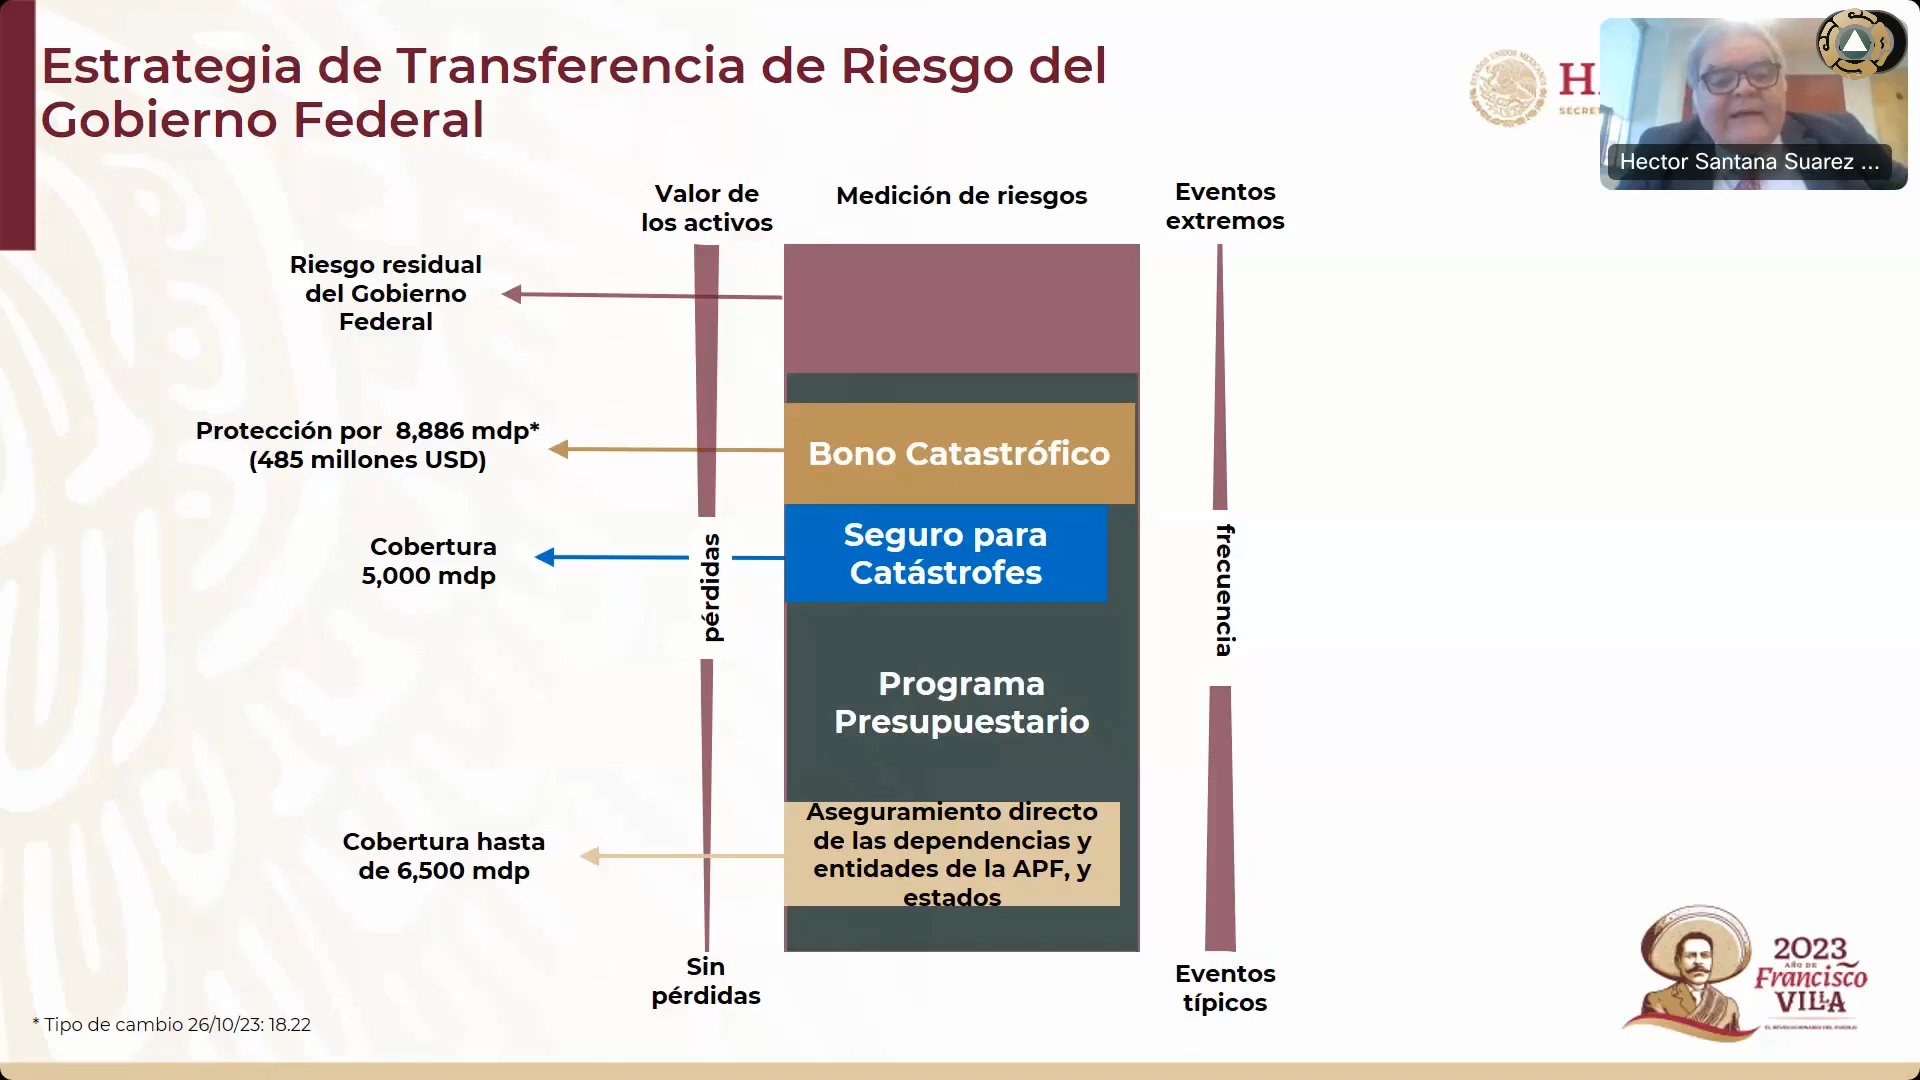 Estrategia de Transferencia de Riesgo del
Gobierno Federal
Hector Santana Suarez ...
Valor de
los activos
Medición de riesgos
Eventos
extremos
Riesgo residual
del Gobierno
Federal
Protección por 8,886 mdp*
(485 millones USD)
Bono Catastrófico
Cobertura
5,000 mdp
Seguro para
Catástrofes
pérdidas
frecuencia
Programa
Presupuestario
Cobertura hasta
de 6,500 mdp
Aseguramiento directo
de las dependencias y
entidades de la APF, y
estados
Sin
pérdidas
Eventos
típicos
* Tipo de cambio 26/10/23: 18.22
2023
AÑO DE
Francisco
VILLA
EL REVOLUCIONARIO DEL PUEBLO